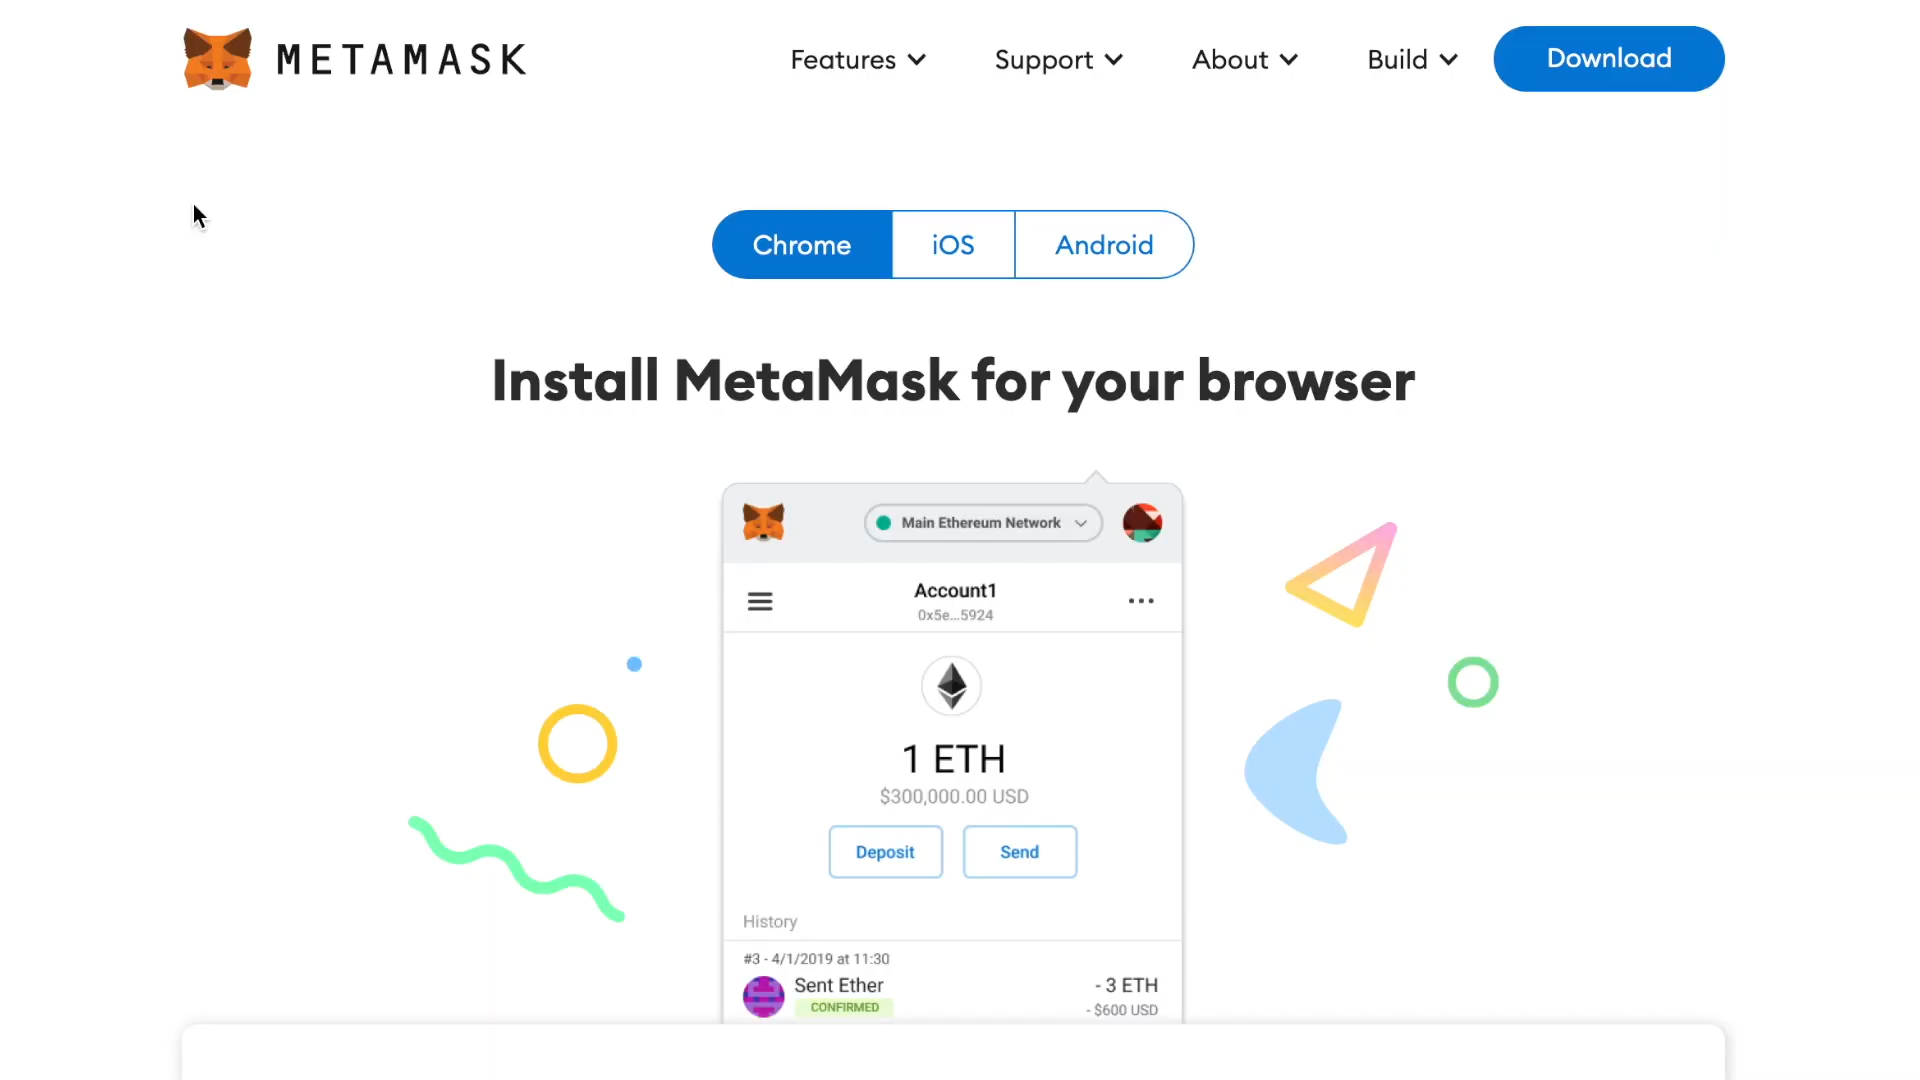 METAMASK
Features
Support
About
Build
Download
Chrome
iOS
Android
Install MetaMask for your browser
Main Ethereum Network
Account1
0x5e...5924
1 ETH
$300,000.00 USD
Deposit
Send
History
#3 - 4/1/2019 at 11:30
Sent Ether
- 3 ETH
CONFIRMED
- $600 USD